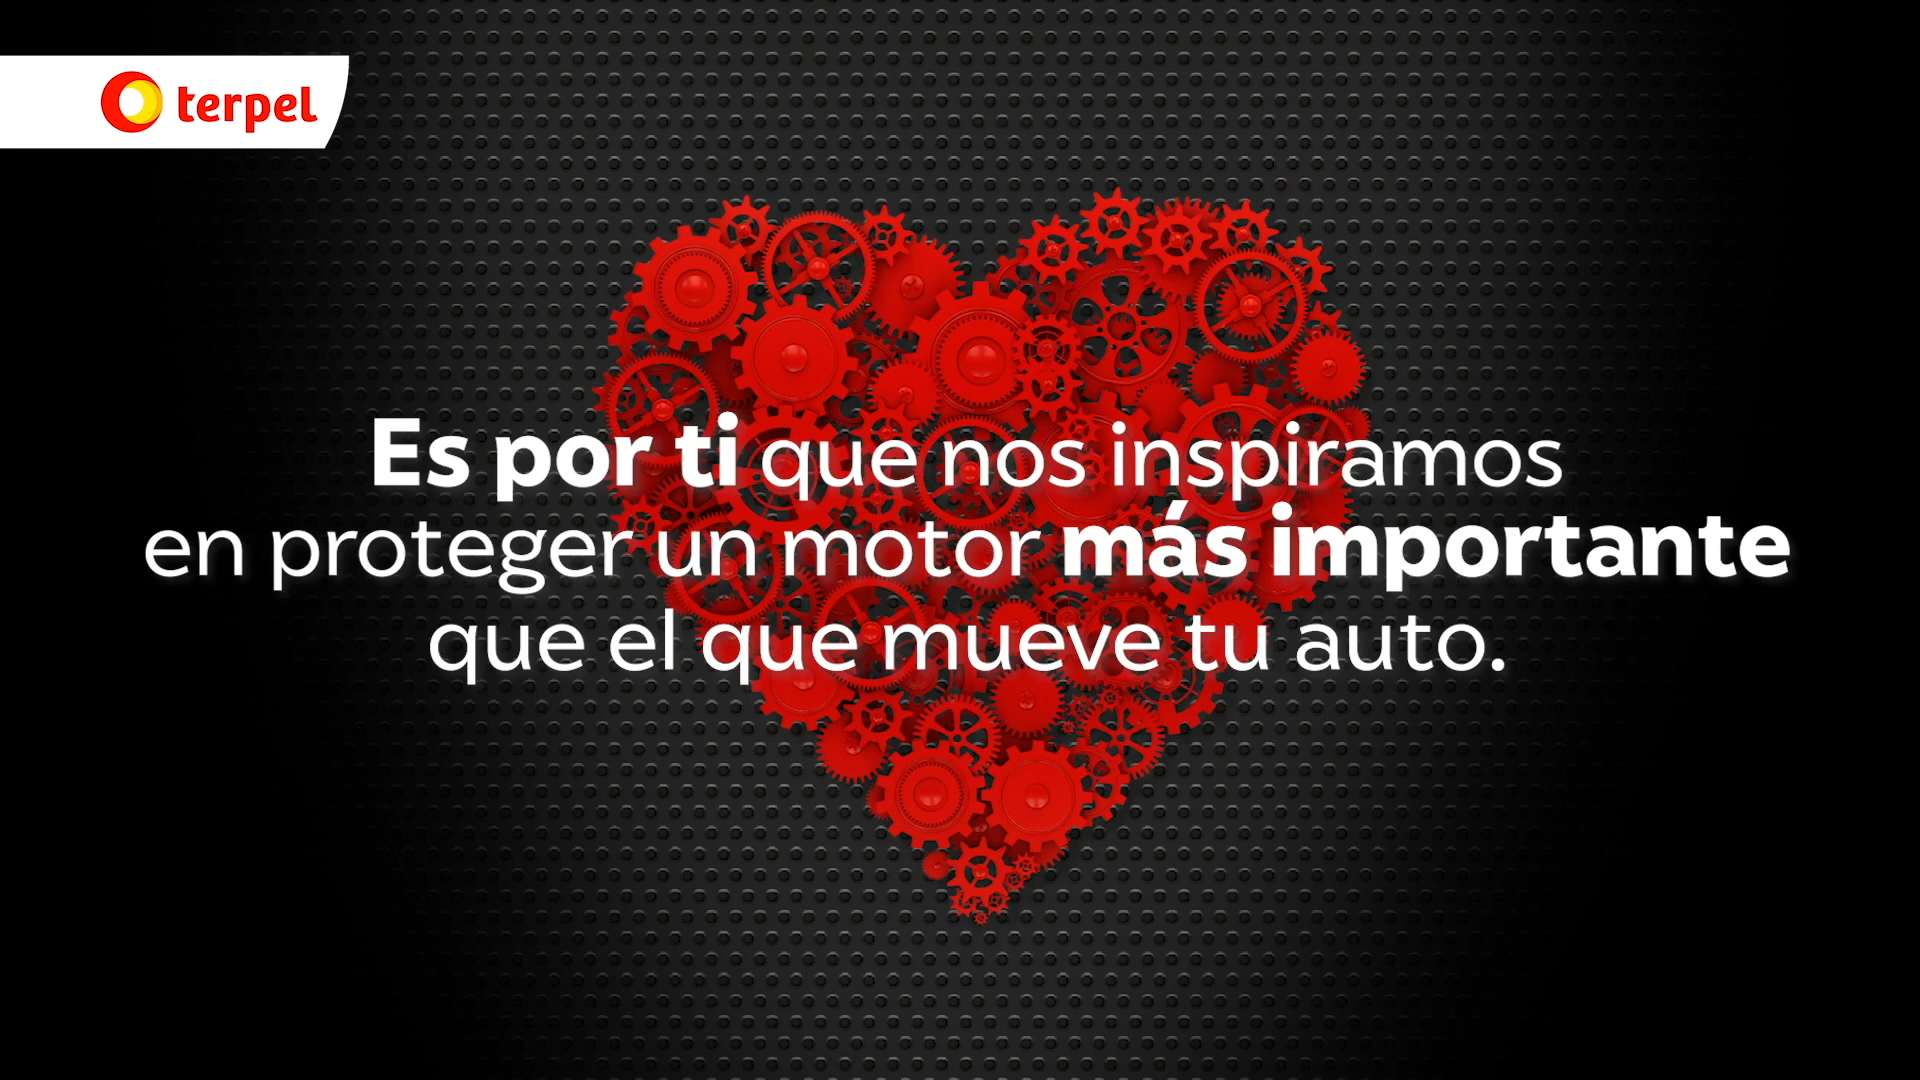 terpel
Es por ti que nos inspiramos
en proteger un motor más importante
que el que mueve tu auto.